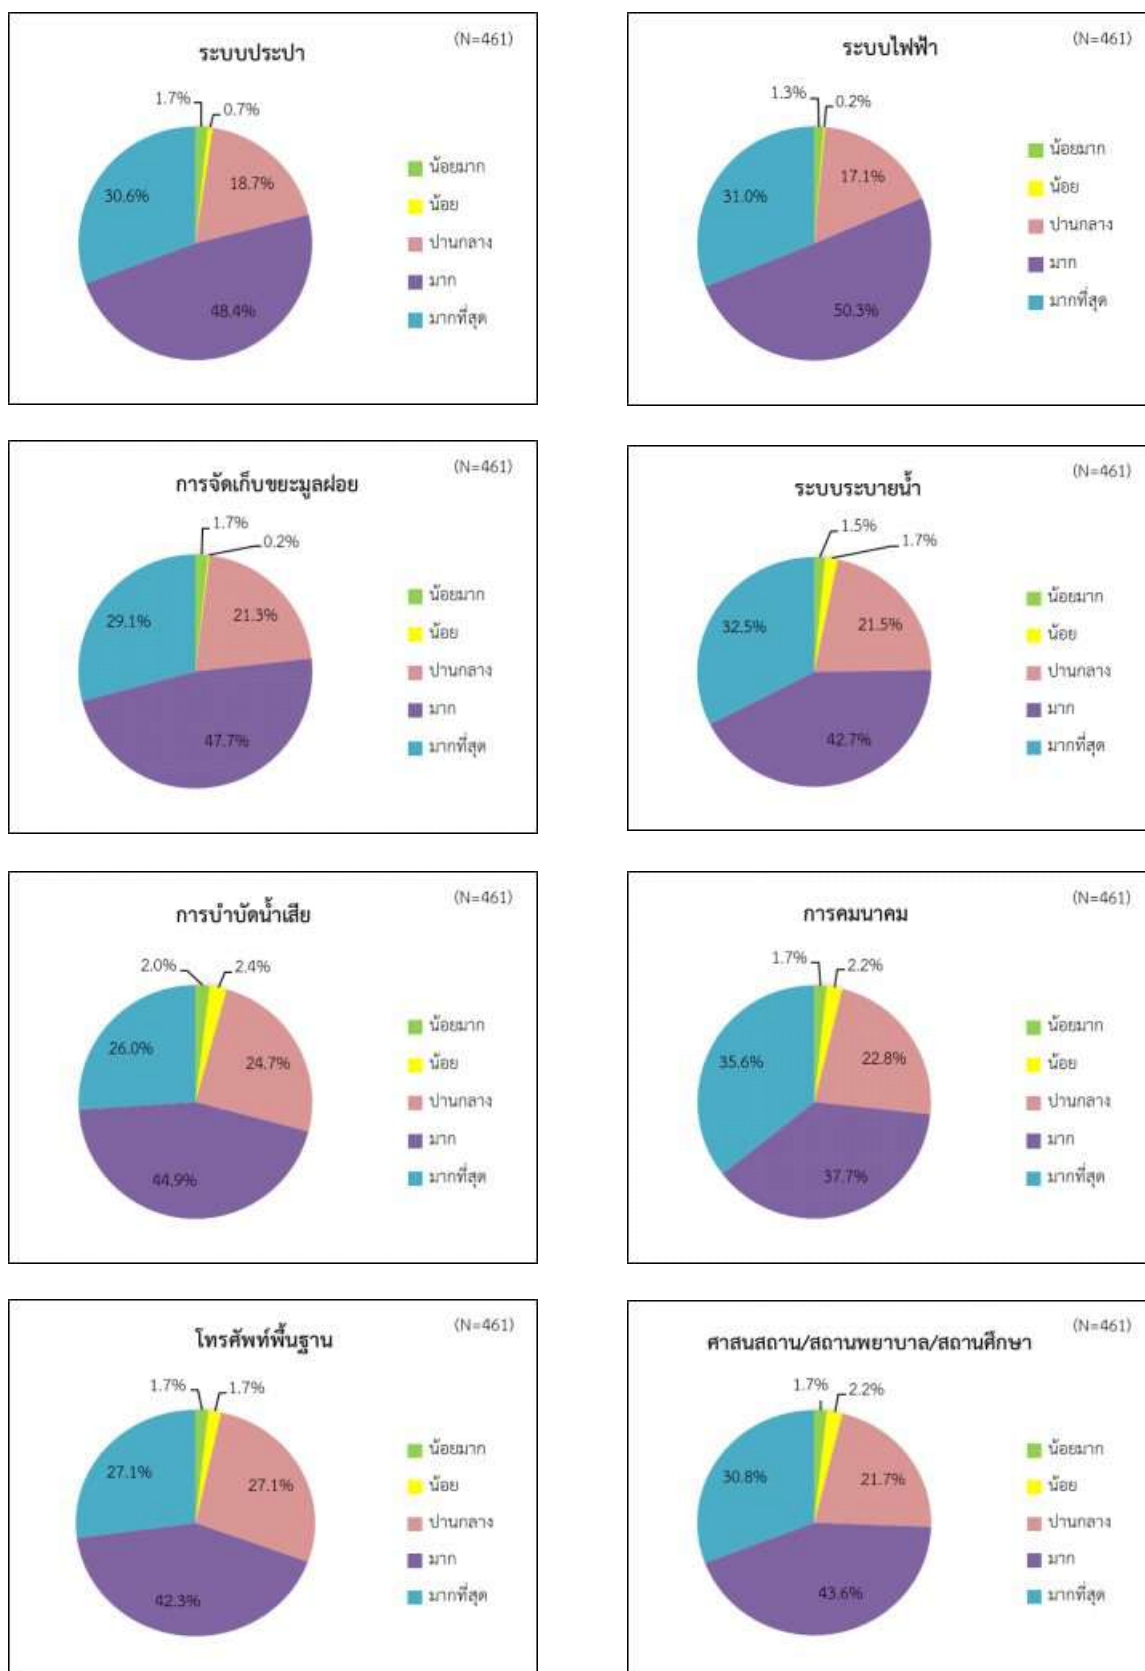 (N=461)
ระบบประปา
1.7%
0.7%
18.7%
30.6%
48.4%
น้อยมาก
น้อย
ปานกลาง
มาก
มากที่สุด
(N=461)
ระบบไฟฟ้า
1.3%
0.2%
17.1%
31.0%
50.3%
น้อยมาก
น้อย
ปานกลาง
มาก
มากที่สุด
(N=461)
การจัดเก็บขยะมูลฝอย
1.7%
0.2%
21.3%
29.1%
47.7%
น้อยมาก
น้อย
ปานกลาง
มาก
มากที่สุด
(N=461)
ระบบระบายน้ำ
1.5%
1.7%
21.5%
32.5%
42.7%
น้อยมาก
น้อย
ปานกลาง
มาก
มากที่สุด
(N=461)
การบำบัดน้ำเสีย
2.0%
2.4%
24.7%
26.0%
44.9%
น้อยมาก
น้อย
ปานกลาง
มาก
มากที่สุด
(N=461)
การคมนาคม
1.7%
2.2%
22.8%
35.6%
37.7%
น้อยมาก
น้อย
ปานกลาง
มาก
มากที่สุด
(N=461)
โทรศัพท์พื้นฐาน
1.7%
1.7%
27.1%
27.1%
42.3%
น้อยมาก
น้อย
ปานกลาง
มาก
มากที่สุด
(N=461)
ศาสนสถาน/สถานพยาบาล/สถานศึกษา
1.7%
2.2%
21.7%
30.8%
43.6%
น้อยมาก
น้อย
ปานกลาง
มาก
มากที่สุด